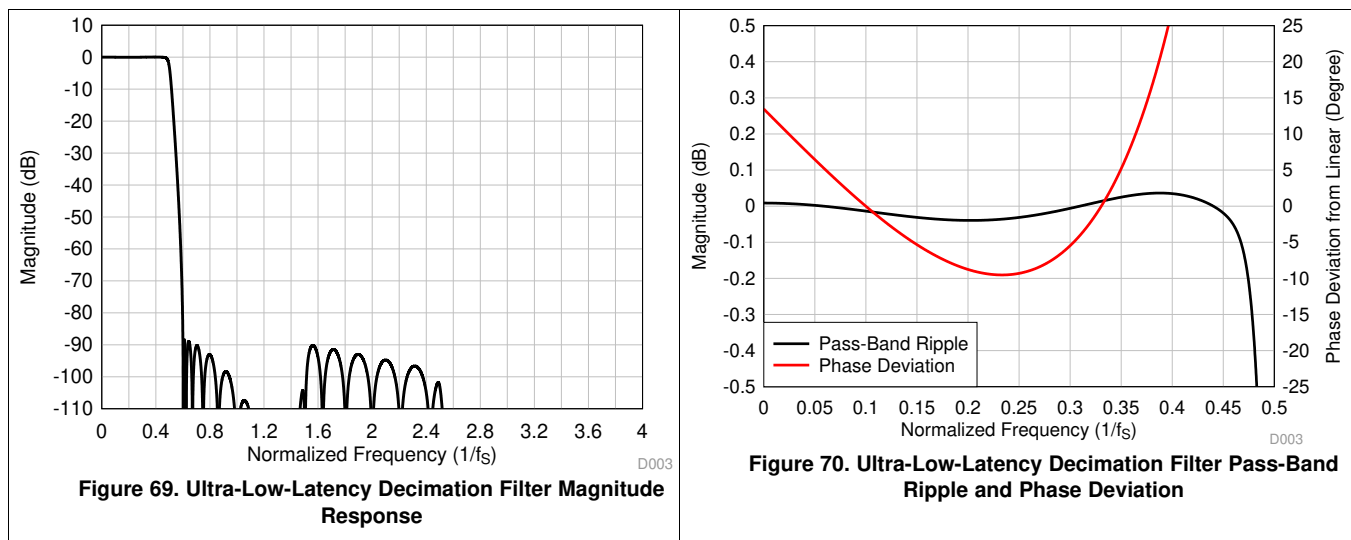 10
0
-10
-20
-30
-40
-50
-60
-70
-80
-90
-100
-110
Magnitude (dB)
0 0.4 0.8 1.2 1.6 2 2.4 2.8 3.2 3.6 4
Normalized Frequency (1/fS)
D003
Figure 69. Ultra-Low-Latency Decimation Filter Magnitude
Response
0.5
0.4
0.3
0.2
0.1
0
-0.1
-0.2
-0.3
-0.4
-0.5
Magnitude (dB)
25
20
15
10
5
0
-5
-10
-15
-20
-25
Phase Deviation from Linear (Degree)
Pass-Band Ripple
Phase Deviation
0 0.05 0.1 0.15 0.2 0.25 0.3 0.35 0.4 0.45 0.5
Normalized Frequency (1/fS)
D003
Figure 70. Ultra-Low-Latency Decimation Filter Pass-Band
Ripple and Phase Deviation